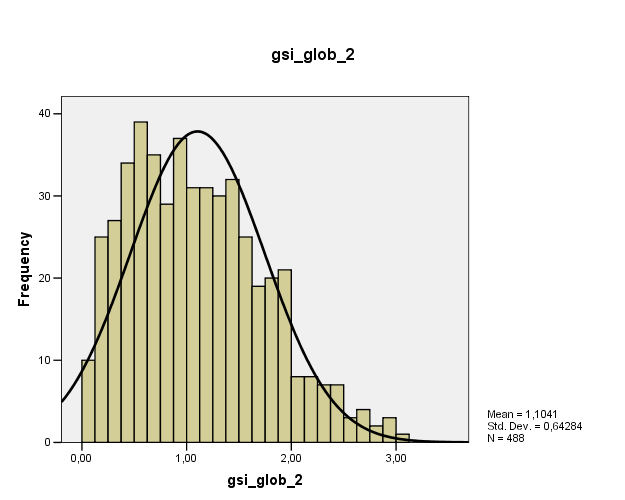 gsi_glob_2
40
30
20
10
0
Frequency
0,00 1,00 2,00 3,00
gsi_glob_2
Mean = 1,1041
Std. Dev. = 0,64284
N = 488